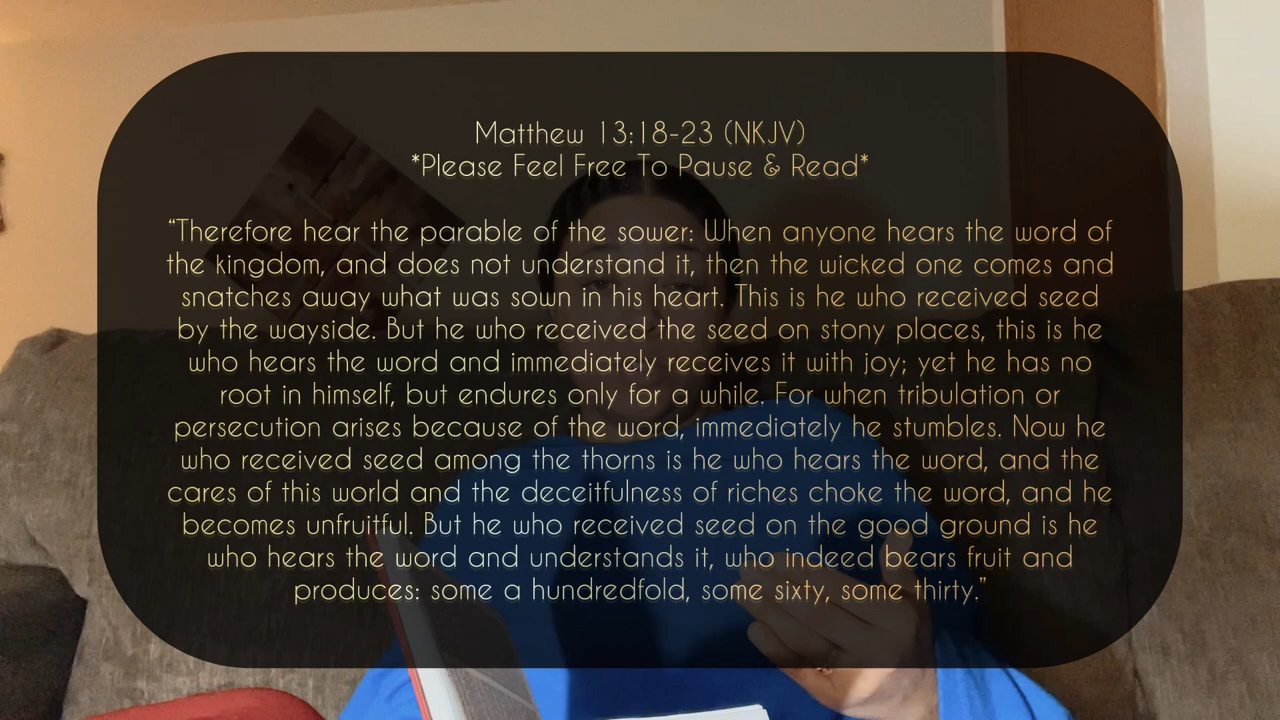 Matthew 13:18-23 (NKJV)
*Please Feel Free To Pause & Read*
“Therefore hear the parable of the sower: When anyone hears the word of
the kingdom, and does not understand it, then the wicked one comes and
snatches away what was sown in his heart. This is he who received seed
by the wayside. But he who received the seed on stony places, this is he
who hears the word and immediately receives it with joy; yet he has no
root in himself, but endures only for a while. For when tribulation or
persecution arises because of the word, immediately he stumbles. Now he
who received seed among the thorns is he who hears the word, and the
cares of this world and the deceitfulness of riches choke the word, and he
becomes unfruitful. But he who received seed on the good ground is he
who hears the word and understands it, who indeed bears fruit and
produces: some a hundredfold, some sixty, some thirty.”